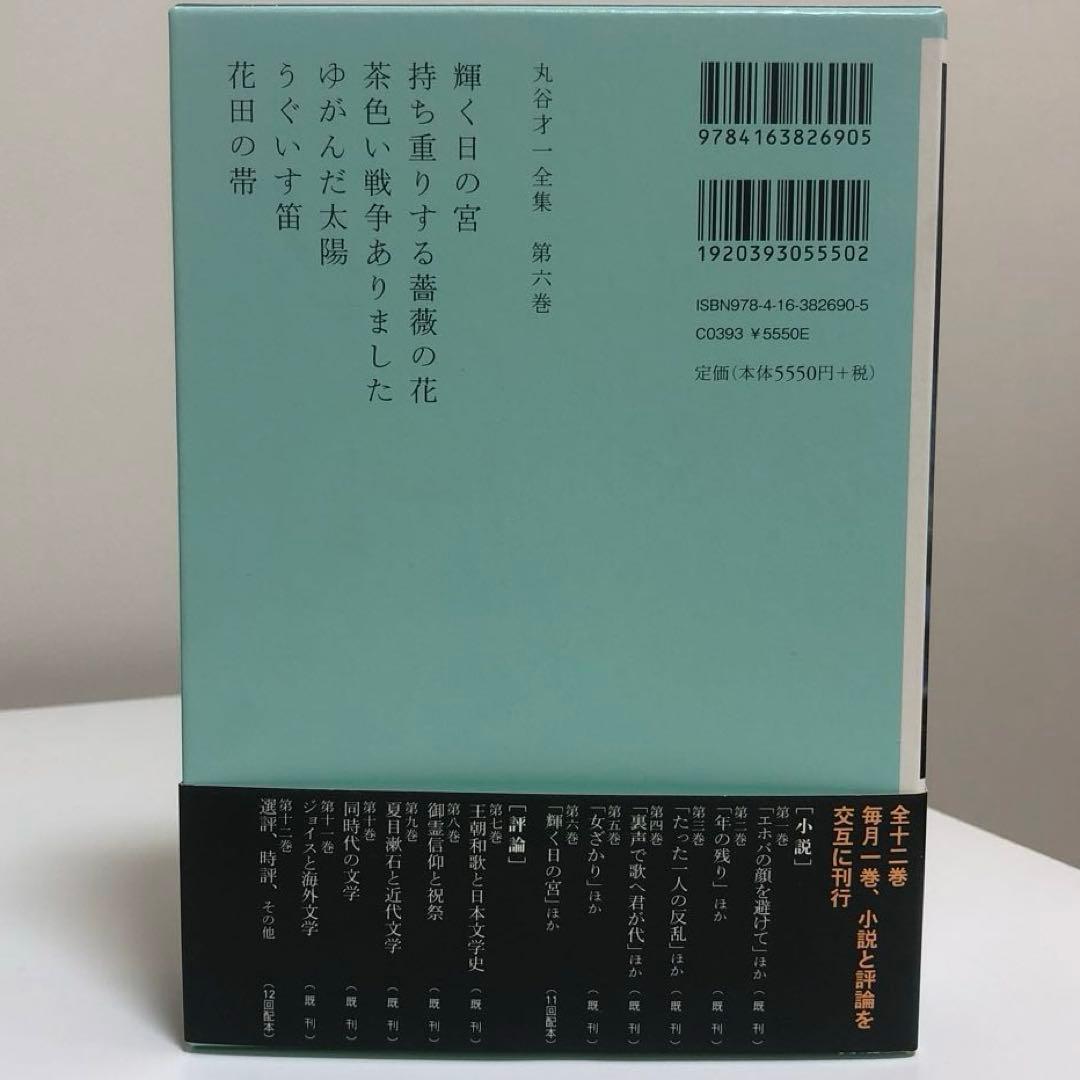 9784163826905
1920393055502
ISBN978-4-16-382690-5
C0393 ￥5550E
定価(本体5550円+税)
丸谷才一全集 第六巻
輝く日の宮
持ち重りする薔薇の花
茶色い戦争ありました
ゆがんだ太陽
うぐいす笛
花田の帯
全十二巻
毎月一巻、小説と評論を
交互に刊行
[小説]
第一巻
「エホバの顔を避けて」ほか (既刊)
第二巻
「年の残り」ほか (既刊)
第三巻
「たった一人の反乱」ほか (既刊)
第四巻
「裏声で歌へ君が代」ほか (既刊)
第五巻
「女ざかり」ほか (既刊)
第六巻
「輝く日の宮」ほか (11回配本)
[評論]
第七巻
王朝和歌と日本文学史 (既刊)
第八巻
御霊信仰と祝祭 (既刊)
第九巻
夏目漱石と近代文学 (既刊)
第十巻
同時代の文学 (既刊)
第十一巻
ジョイスと海外文学 (既刊)
第十二巻
選評、時評、その他 (12回配本)